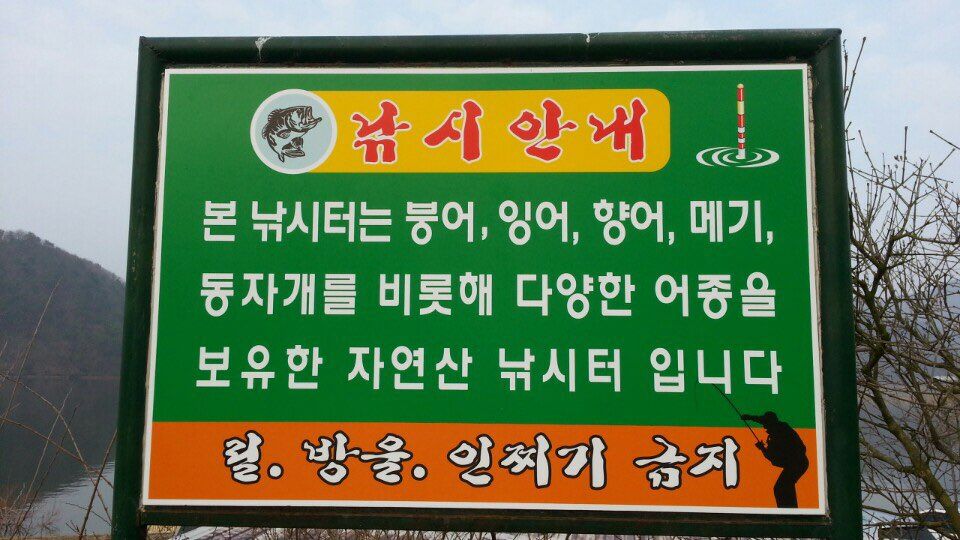 낚시안내
본 낚시터는 붕어, 잉어, 향어, 메기,
동자개를 비롯해 다양한 어종을
보유한 자연산 낚시터 입니다
릴. 방울. 인찌기 금지